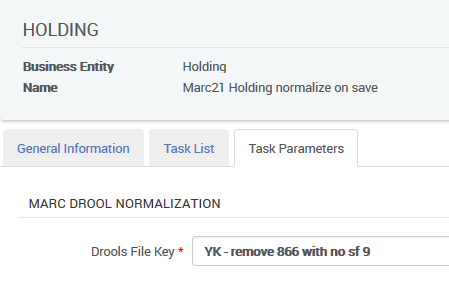 HOLDING
Business Entity Holding
Name Marc21 Holding normalize on save
General Information Task List Task Parameters
MARC DROOL NORMALIZATION
Drools File Key * YK - remove 866 with no sf 9